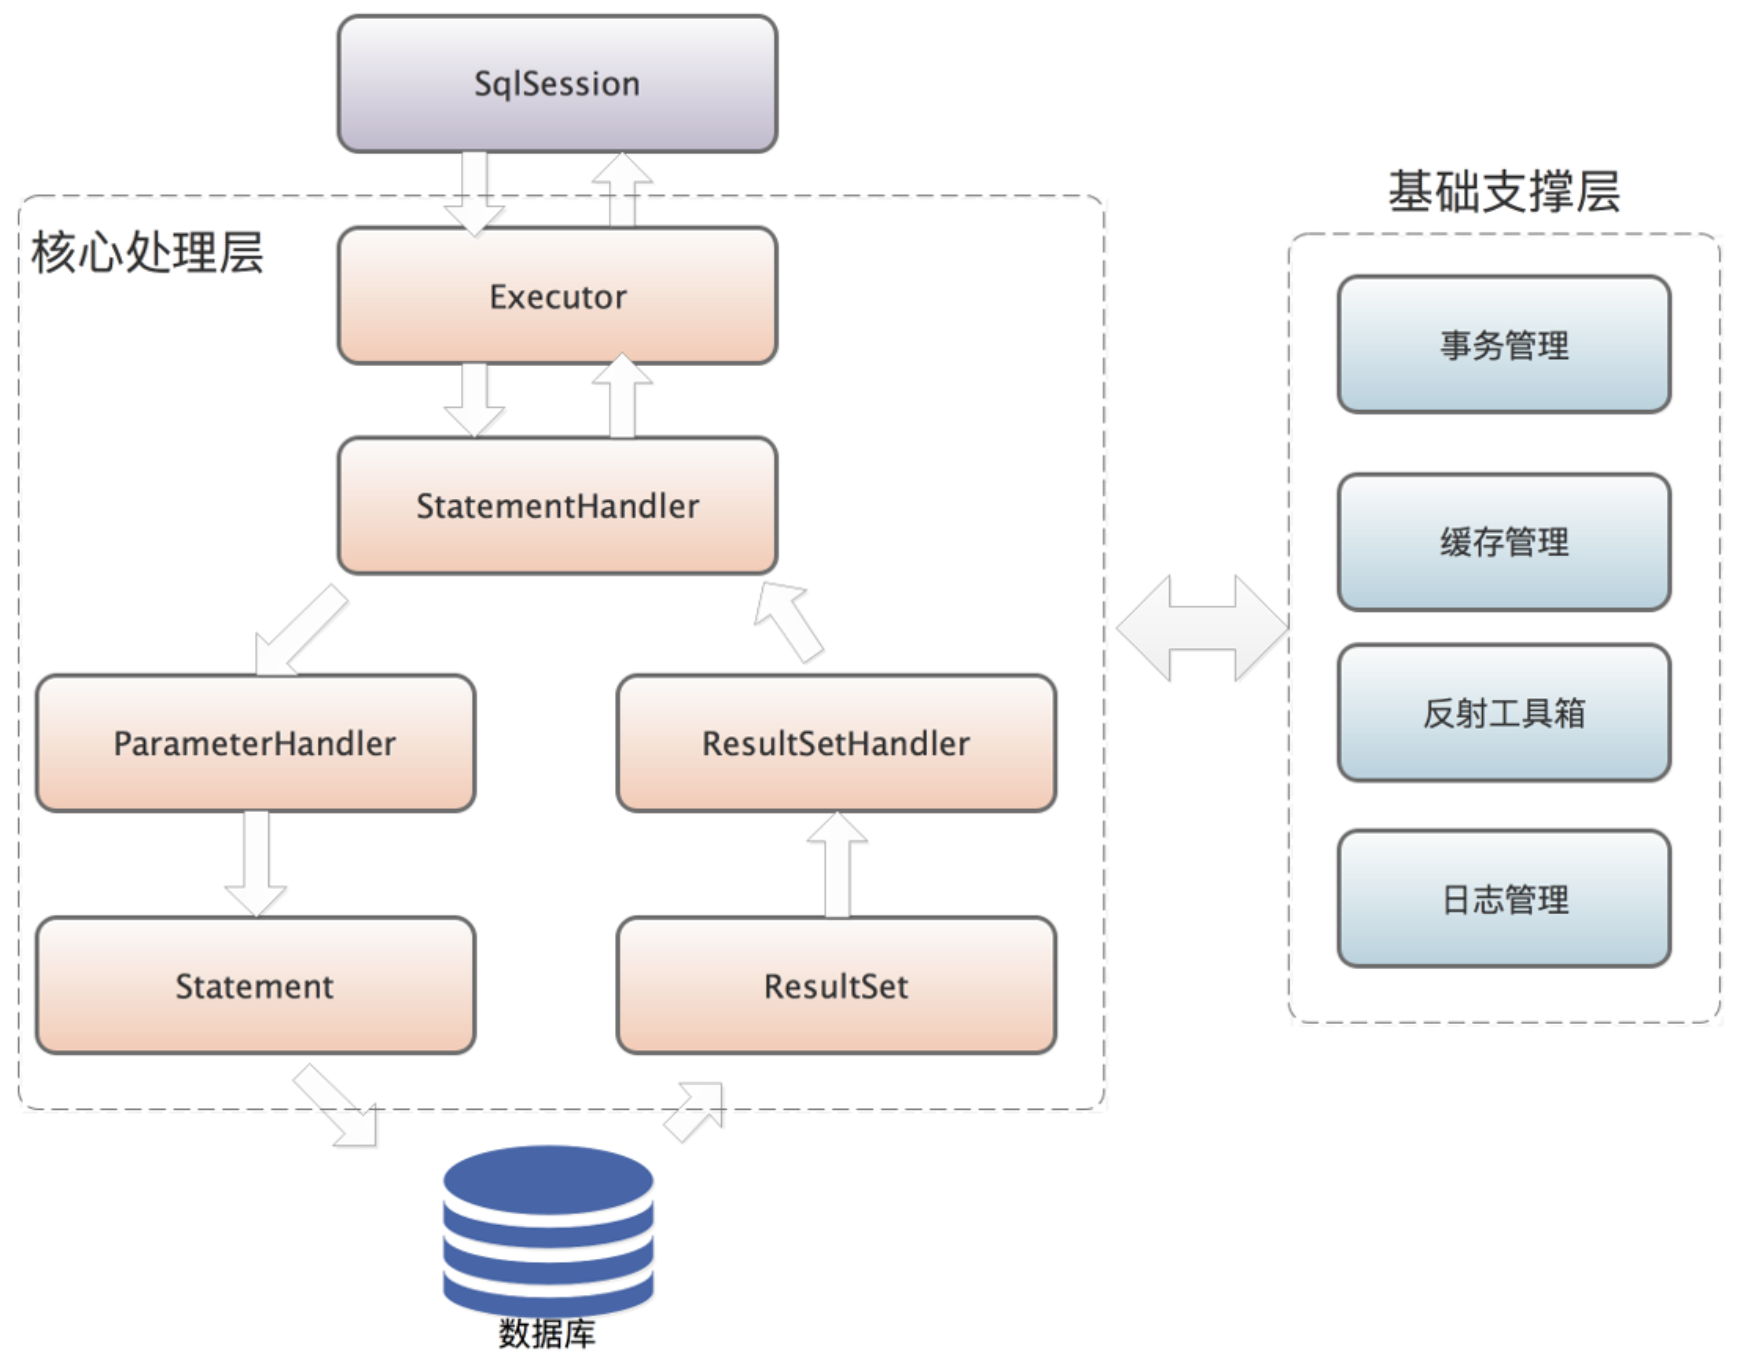 SqlSession
核心处理层
Executor
StatementHandler
ParameterHandler
ResultSetHandler
Statement
ResultSet
数据库
基础支撑层
事务管理
缓存管理
反射工具箱
日志管理